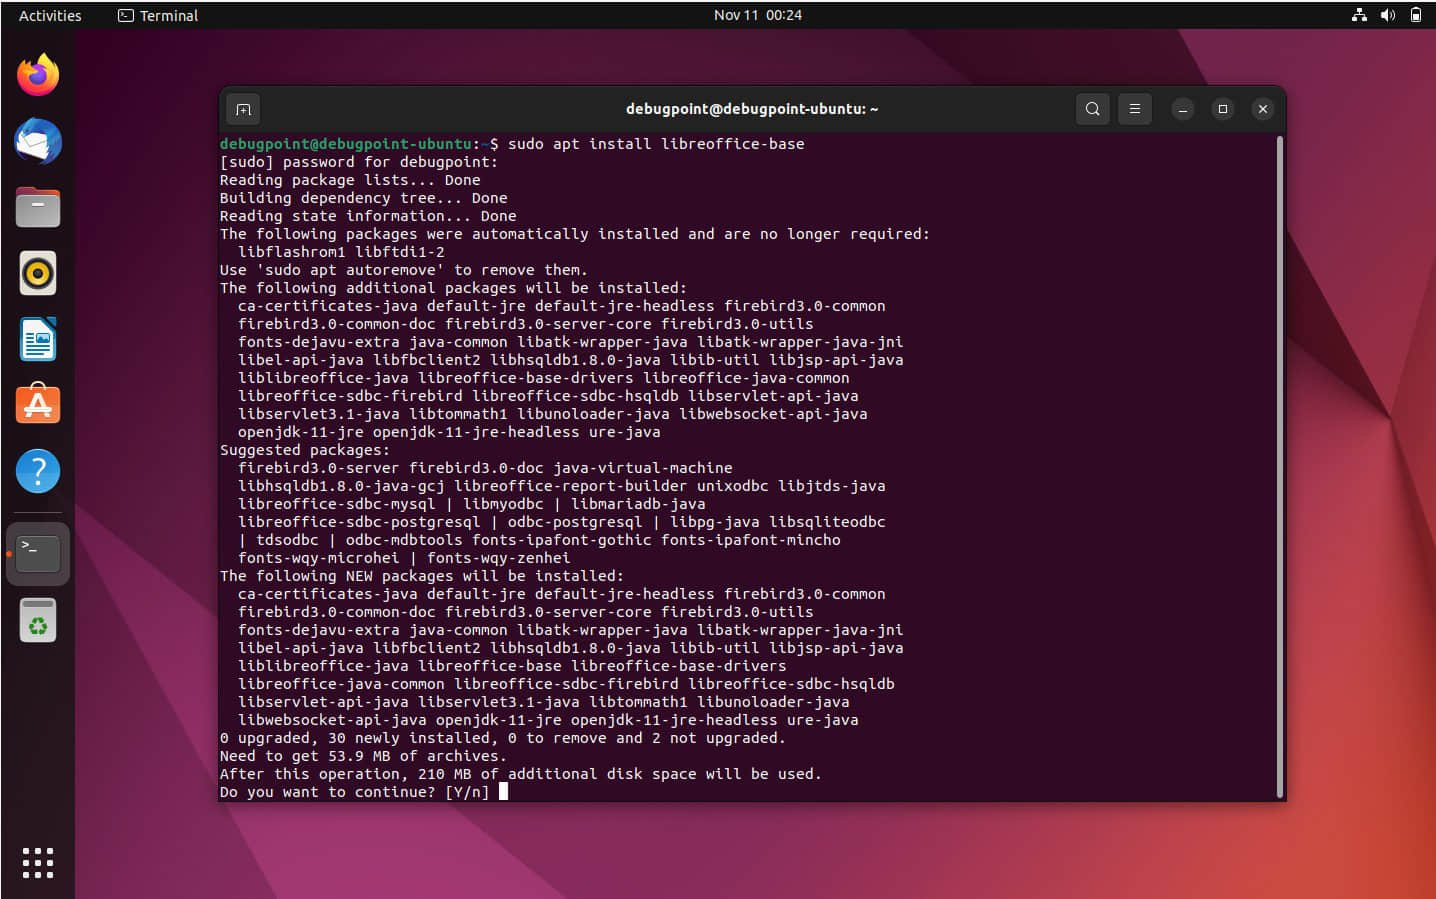 Activities
Terminal
Nov 11 00:24
debugpoint@debugpoint-ubuntu: ~
debugpoint@debugpoint-ubuntu:~$ sudo apt install libreoffice-base
[sudo] password for debugpoint:
Reading package lists... Done
Building dependency tree... Done
Reading state information... Done
The following packages were automatically installed and are no longer required:
  libflashrom1 libftdi1-2
Use 'sudo apt autoremove' to remove them.
The following additional packages will be installed:
  ca-certificates-java default-jre default-jre-headless firebird3.0-common
  firebird3.0-common-doc firebird3.0-server-core firebird3.0-utils
  fonts-dejavu-extra java-common libatk-wrapper-java libatk-wrapper-java-jni
  libel-api-java libfbclient2 libhsqldb1.8.0-java libib-util libjsp-api-java
  liblibreoffice-java libreoffice-base-drivers libreoffice-java-common
  libreoffice-sdbc-firebird libreoffice-sdbc-hsqldb libservlet-api-java
  libservlet3.1-java libtommath1 libunoloader-java libwebsocket-api-java
  openjdk-11-jre openjdk-11-jre-headless ure-java
Suggested packages:
  firebird3.0-server firebird3.0-doc java-virtual-machine
  libhsqldb1.8.0-java-gcj libreoffice-report-builder unixodbc libjtds-java
  libreoffice-sdbc-mysql | libmyodbc | libmariadb-java
  libreoffice-sdbc-postgresql | odbc-postgresql | libpg-java libsqliteodbc
  | tdsodbc | odbc-mdbtools fonts-ipafont-gothic fonts-ipafont-mincho
  fonts-wqy-microhei | fonts-wqy-zenhei
The following NEW packages will be installed:
  ca-certificates-java default-jre default-jre-headless firebird3.0-common
  firebird3.0-common-doc firebird3.0-server-core firebird3.0-utils
  fonts-dejavu-extra java-common libatk-wrapper-java libatk-wrapper-java-jni
  libel-api-java libfbclient2 libhsqldb1.8.0-java libib-util libjsp-api-java
  liblibreoffice-java libreoffice-base libreoffice-base-drivers
  libreoffice-java-common libreoffice-sdbc-firebird libreoffice-sdbc-hsqldb
  libservlet-api-java libservlet3.1-java libtommath1 libunoloader-java
  libwebsocket-api-java openjdk-11-jre openjdk-11-jre-headless ure-java
0 upgraded, 30 newly installed, 0 to remove and 2 not upgraded.
Need to get 53.9 MB of archives.
After this operation, 210 MB of additional disk space will be used.
Do you want to continue? [Y/n]